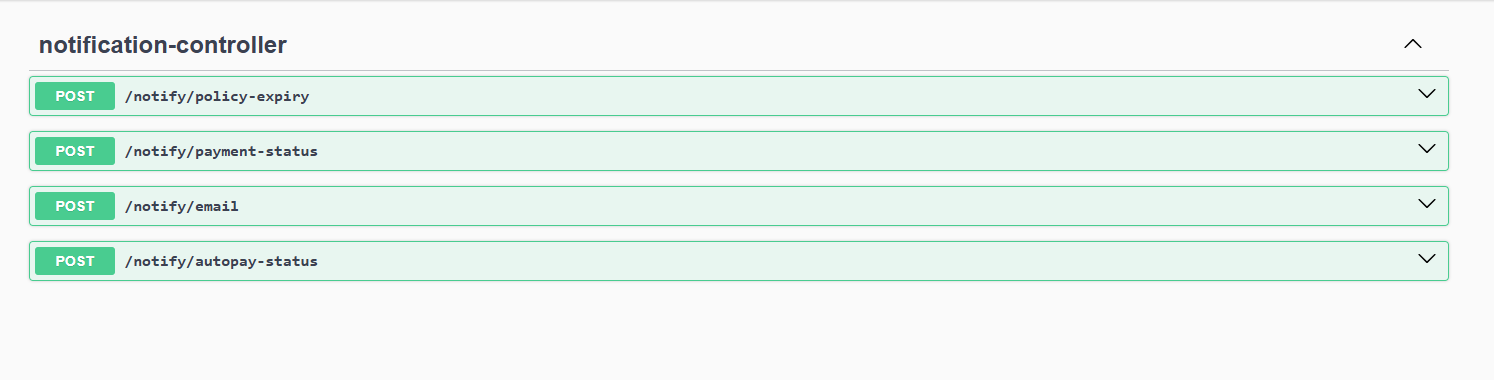 notification-controller
POST /notify/policy-expiry
POST /notify/payment-status
POST /notify/email
POST /notify/autopay-status